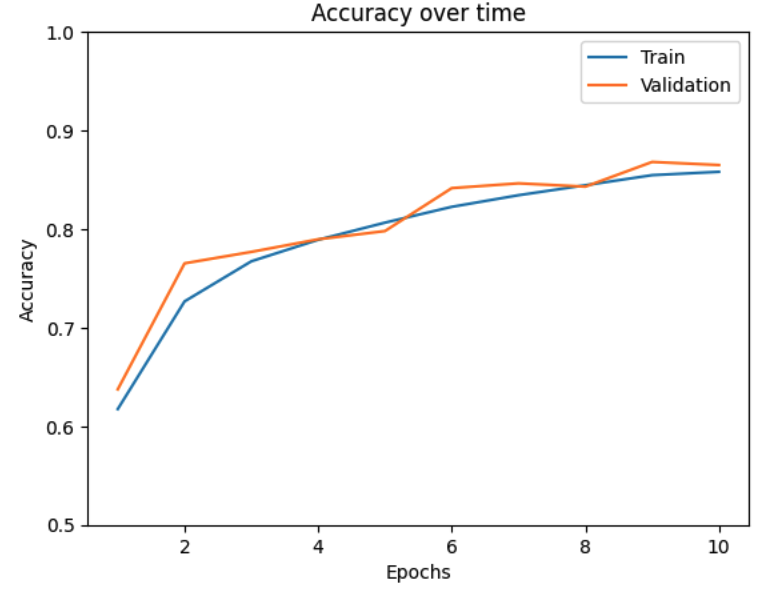 Accuracy over time
Train
Validation
1.0
0.9
0.8
0.7
0.6
0.5
Accuracy
2 4 6 8 10
Epochs